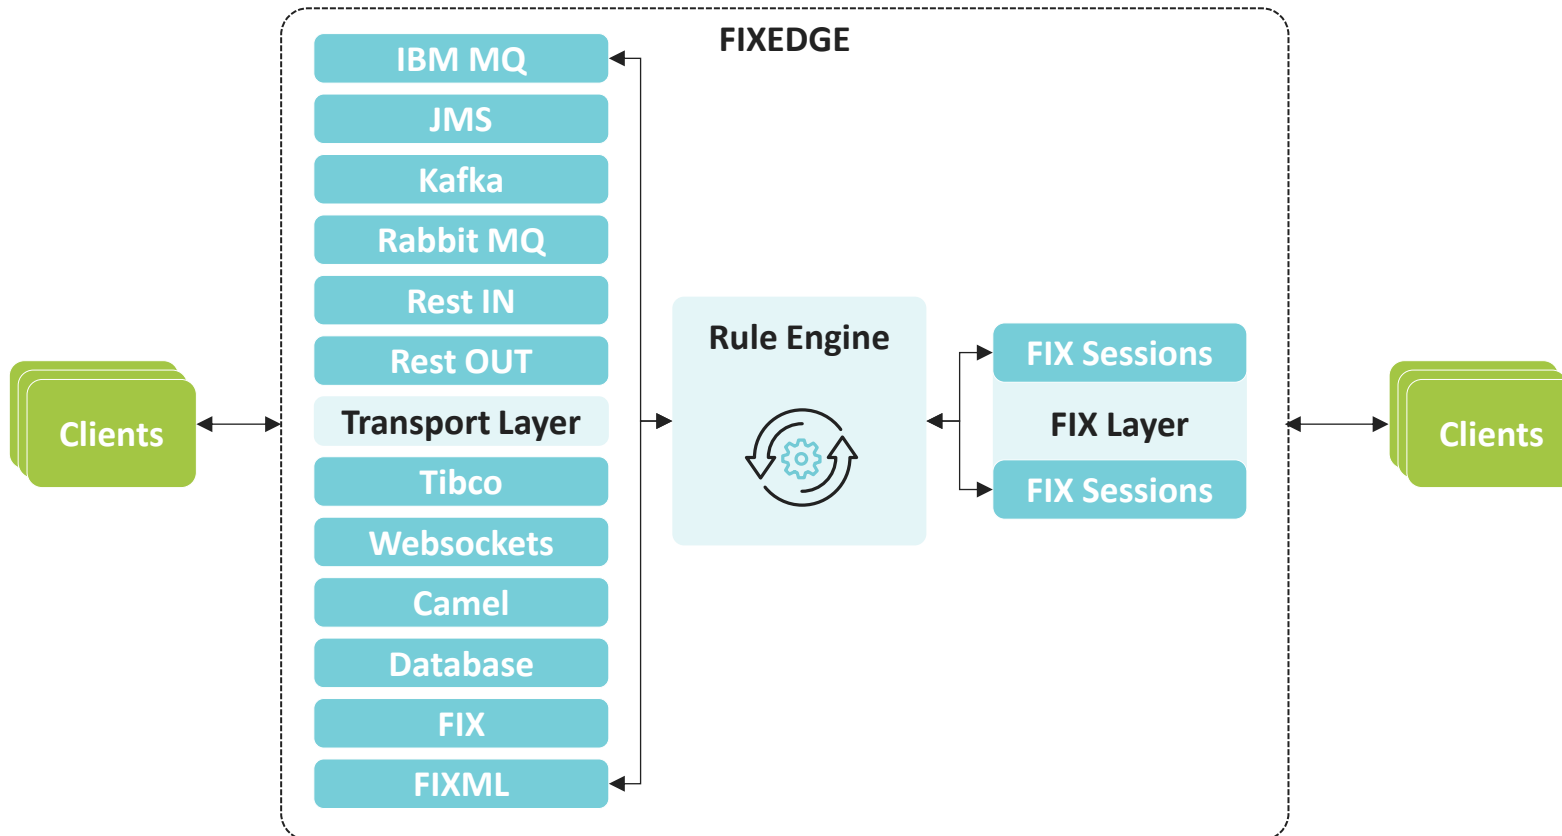 FIXEDGE
IBM MQ
JMS
Kafka
Rabbit MQ
Rest IN
Rest OUT
Transport Layer
Tibco
Websockets
Camel
Database
FIX
FIXML
Clients
Rule Engine
FIX Sessions
FIX Layer
FIX Sessions
Clients